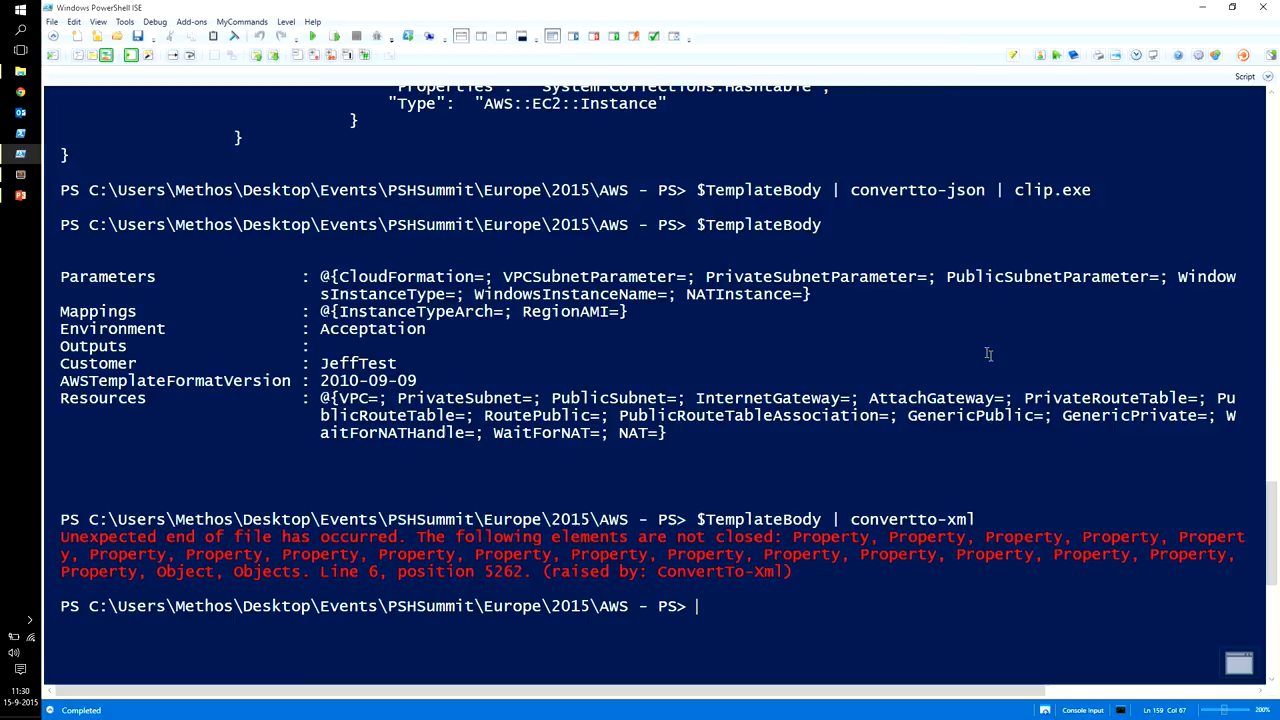 Windows PowerShell ISE
File Edit View Tools Debug Add-ons MyCommands Level Help
Script
"Properties": "System.Collections.Hashtable",
"Type": "AWS::EC2::Instance"
}
}
}
PS C:\Users\Methos\Desktop\Events\PSHSummit\Europe\2015\AWS - PS> $TemplateBody | convertto-json | clip.exe
PS C:\Users\Methos\Desktop\Events\PSHSummit\Europe\2015\AWS - PS> $TemplateBody
Parameters : @{CloudFormation=; VPCSubnetParameter=; PrivateSubnetParameter=; PublicSubnetParameter=; Window
sInstanceType=; WindowsInstanceName=; NATInstance=}
Mappings : @{InstanceTypeArch=; RegionAMI=}
Environment : Acceptation
Outputs :
Customer : JeffTest
AWSTemplateFormatVersion : 2010-09-09
Resources : @{VPC=; PrivateSubnet=; PublicSubnet=; InternetGateway=; AttachGateway=; PrivateRouteTable=; Pu
blicRouteTable=; RoutePublic=; PublicRouteTableAssociation=; GenericPublic=; GenericPrivate=; W
aitForNATHandle=; WaitForNAT=; NAT=}
PS C:\Users\Methos\Desktop\Events\PSHSummit\Europe\2015\AWS - PS> $TemplateBody | convertto-xml
Unexpected end of file has occurred. The following elements are not closed: Property, Property, Property, Property, Propert
y, Property, Property, Property, Property, Property, Property, Property, Property, Property, Property, Property, Property,
Property, Object, Objects. Line 6, position 5262. (raised by: ConvertTo-Xml)
PS C:\Users\Methos\Desktop\Events\PSHSummit\Europe\2015\AWS - PS>
11:30
15-9-2015
Completed
Console Input
Ln 159 Col 67
200%